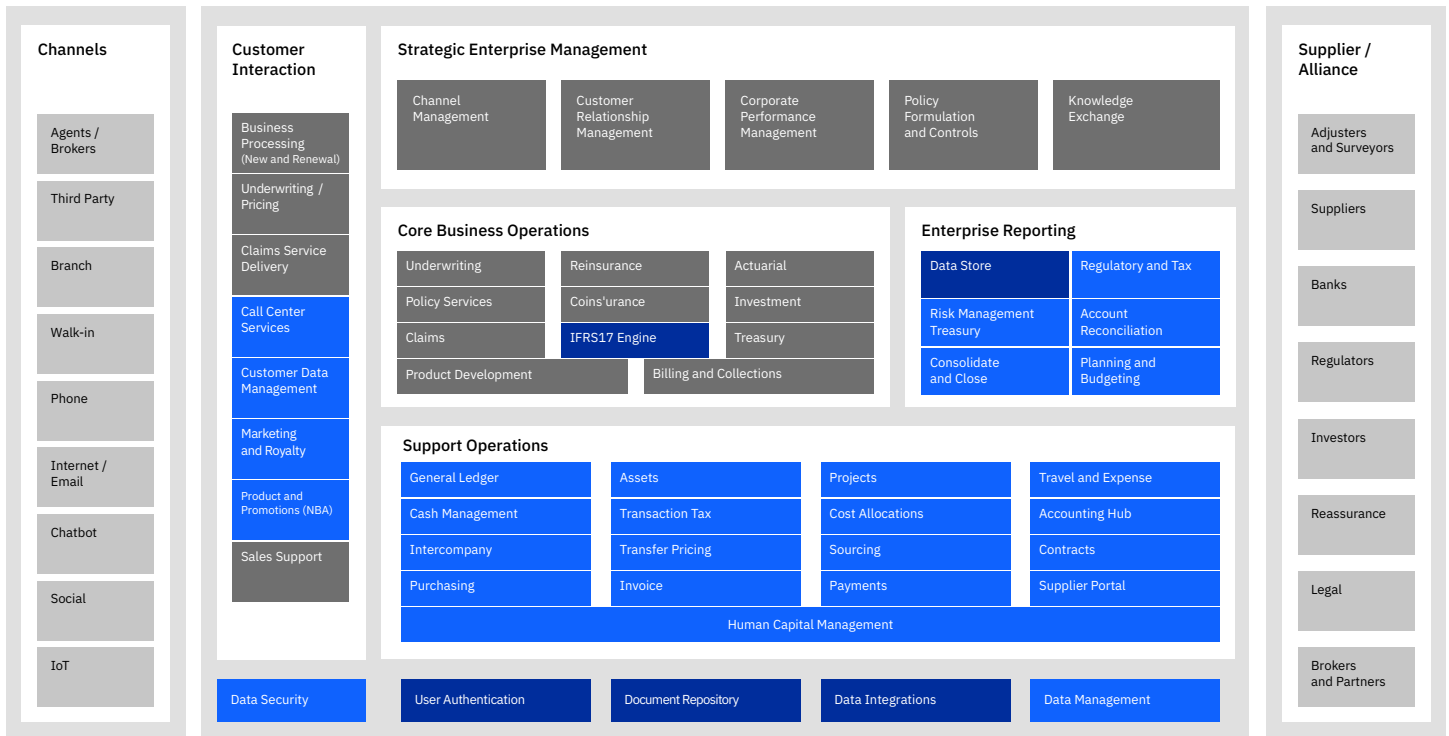 Channels
Agents /
Brokers
Third Party
Branch
Walk-in
Phone
Internet /
Email
Chatbot
Social
IoT
Customer
Interaction
Business
Processing
(New and Renewal)
Underwriting /
Pricing
Claims Service
Delivery
Call Center
Services
Customer Data
Management
Marketing
and Royalty
Product and
Promotions (NBA)
Sales Support
Strategic Enterprise Management
Channel
Management
Customer
Relationship
Management
Corporate
Performance
Management
Policy
Formulation
and Controls
Knowledge
Exchange
Core Business Operations
Underwriting
Reinsurance
Actuarial
Policy Services
Coins'urance
Investment
Claims
IFRS17 Engine
Treasury
Product Development
Billing and Collections
Enterprise Reporting
Data Store
Regulatory and Tax
Risk Management
Treasury
Account
Reconciliation
Consolidate
and Close
Planning and
Budgeting
Support Operations
General Ledger
Assets
Projects
Travel and Expense
Cash Management
Transaction Tax
Cost Allocations
Accounting Hub
Intercompany
Transfer Pricing
Sourcing
Contracts
Purchasing
Invoice
Payments
Supplier Portal
Human Capital Management
Data Security
User Authentication
Document Repository
Data Integrations
Data Management
Supplier /
Alliance
Adjusters
and Surveyors
Suppliers
Banks
Regulators
Investors
Reassurance
Legal
Brokers
and Partners